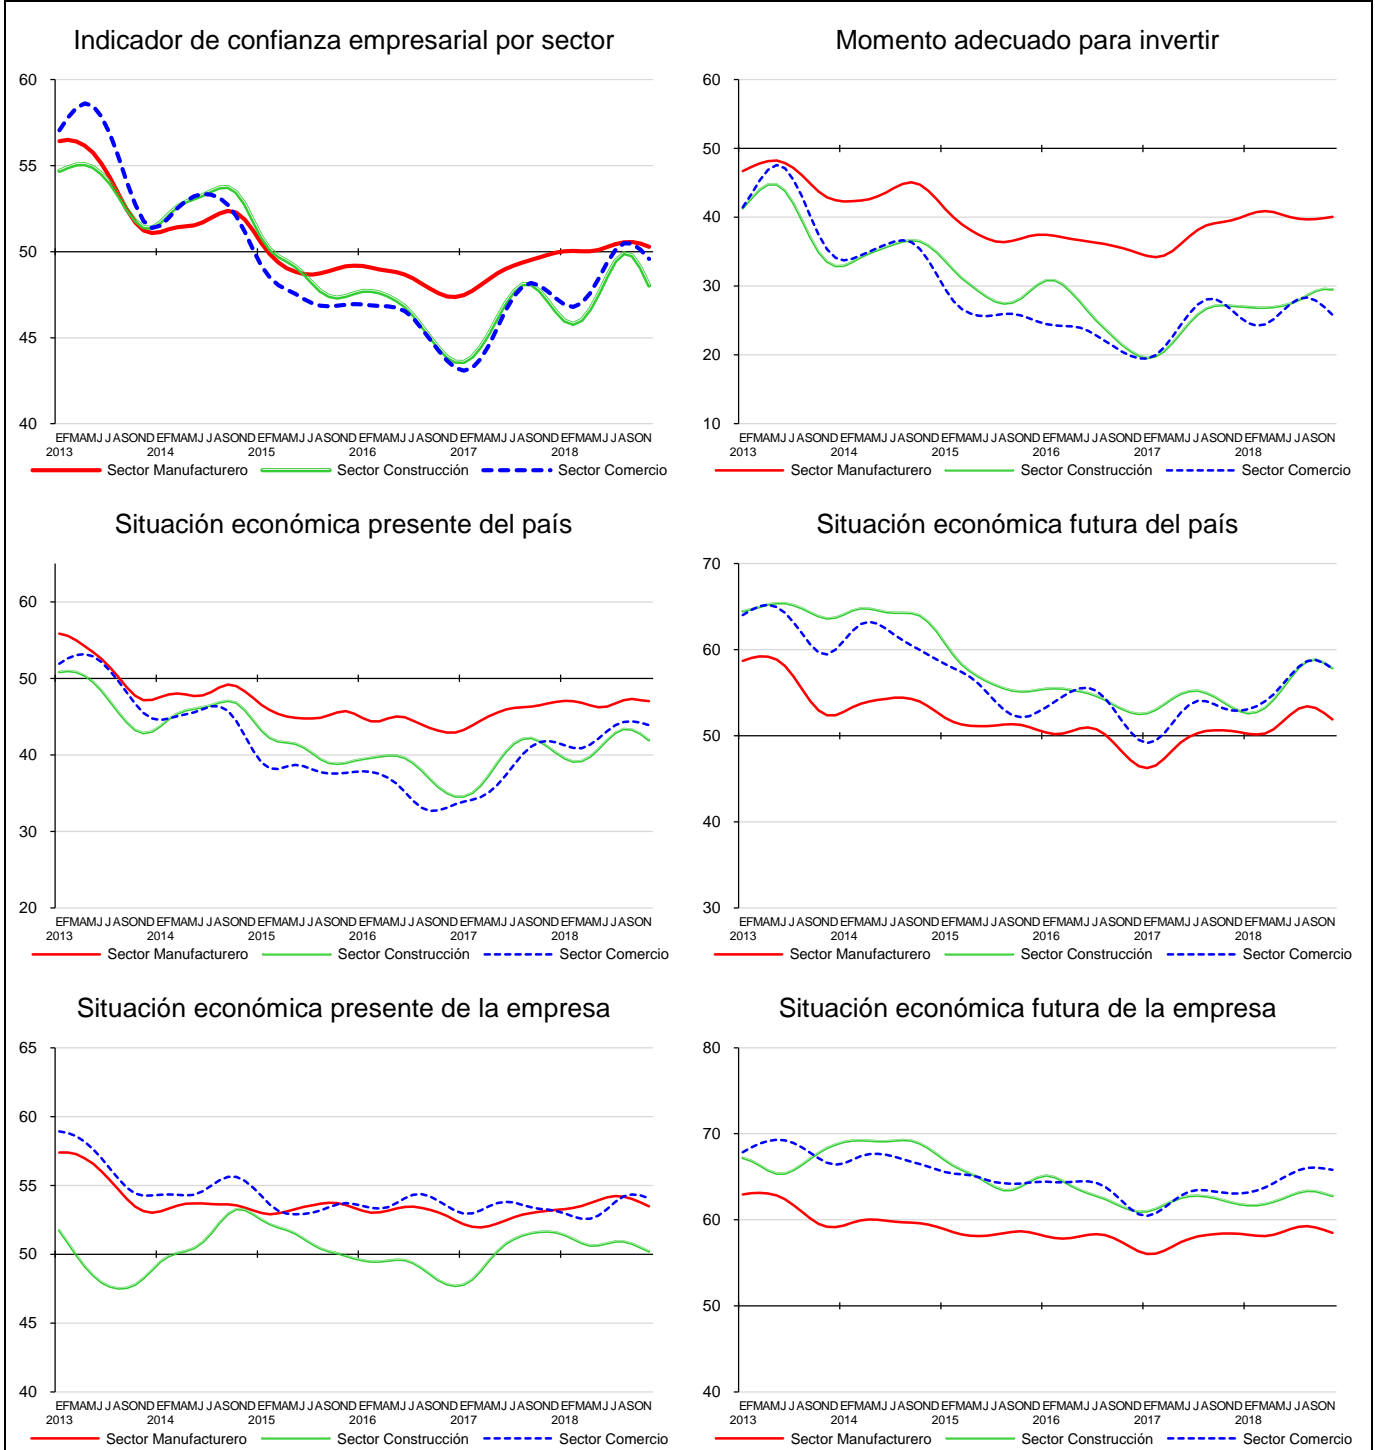 Indicador de confianza empresarial por sector
60
55
50
45
40
EFMAMJ J ASOND EFMAMJ J ASOND EFMAMJ J ASOND EFMAMJ J ASOND EFMAMJ J ASOND EFMAMJ J ASON
2013 2014 2015 2016 2017 2018
Sector Manufacturero Sector Construcción Sector Comercio
Momento adecuado para invertir
60
50
40
30
20
10
EFMAMJ J ASOND EFMAMJ J ASOND EFMAMJ J ASOND EFMAMJ J ASOND EFMAMJ J ASOND EFMAMJ J ASON
2013 2014 2015 2016 2017 2018
Sector Manufacturero Sector Construcción Sector Comercio
Situación económica presente del país
60
50
40
30
20
EFMAMJ J ASOND EFMAMJ J ASOND EFMAMJ J ASOND EFMAMJ J ASOND EFMAMJ J ASOND EFMAMJ J ASON
2013 2014 2015 2016 2017 2018
Sector Manufacturero Sector Construcción Sector Comercio
Situación económica futura del país
70
60
50
40
30
EFMAMJ J ASOND EFMAMJ J ASOND EFMAMJ J ASOND EFMAMJ J ASOND EFMAMJ J ASOND EFMAMJ J ASON
2013 2014 2015 2016 2017 2018
Sector Manufacturero Sector Construcción Sector Comercio
Situación económica presente de la empresa
65
60
55
50
45
40
EFMAMJ J ASOND EFMAMJ J ASOND EFMAMJ J ASOND EFMAMJ J ASOND EFMAMJ J ASOND EFMAMJ J ASON
2013 2014 2015 2016 2017 2018
Sector Manufacturero Sector Construcción Sector Comercio
Situación económica futura de la empresa
80
70
60
50
40
EFMAMJ J ASOND EFMAMJ J ASOND EFMAMJ J ASOND EFMAMJ J ASOND EFMAMJ J ASOND EFMAMJ J ASON
2013 2014 2015 2016 2017 2018
Sector Manufacturero Sector Construcción Sector Comercio